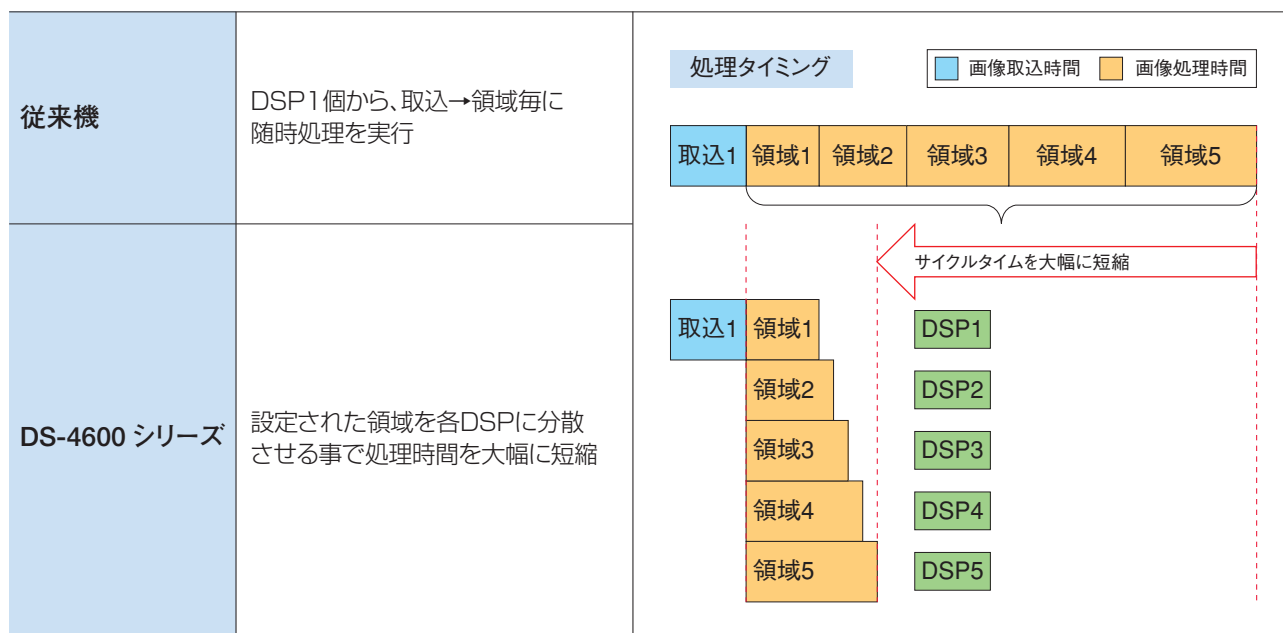 従来機
DSP1個から、取込→領域毎に
随時処理を実行
処理タイミング
画像取込時間
画像処理時間
取込1
領域1
領域2
領域3
領域4
領域5
サイクルタイムを大幅に短縮
DS-4600 シリーズ
設定された領域を各DSPに分散
させる事で処理時間を大幅に短縮
取込1
領域1
DSP1
領域2
DSP2
領域3
DSP3
領域4
DSP4
領域5
DSP5